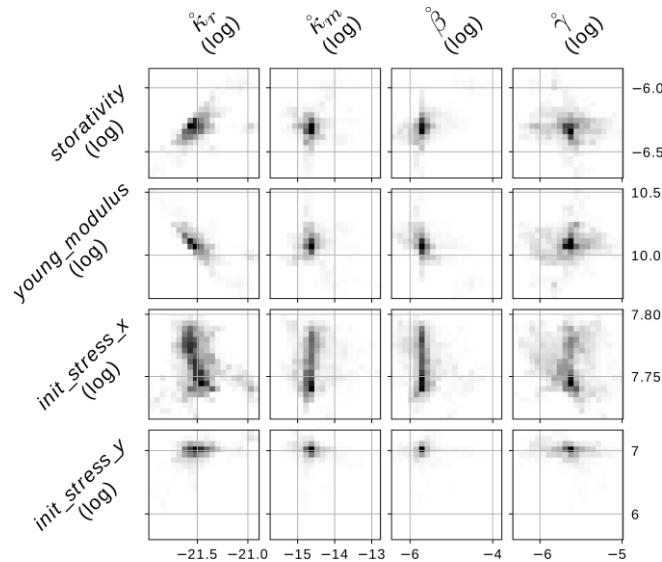 κ̊r
(log)
κ̊m
(log)
β̊
(log)
γ̊
(log)
storativity
(log)
−6.0
−6.5
young_modulus
(log)
10.5
10.0
init_stress_x
(log)
7.80
7.75
init_stress_y
(log)
7
6
−21.5 −21.0
−15 −14 −13
−6 −4
−6 −5